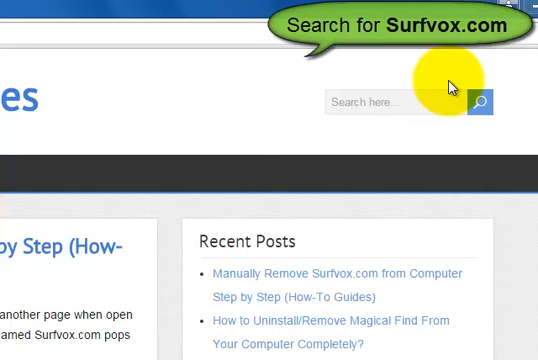 Search for Surfvox.com
es
Search here...
by Step (How-
another page when open
named Surfvox.com pops
Recent Posts
Manually Remove Surfvox.com from Computer
Step by Step (How-To Guides)
How to Uninstall/Remove Magical Find From
Your Computer Completely?